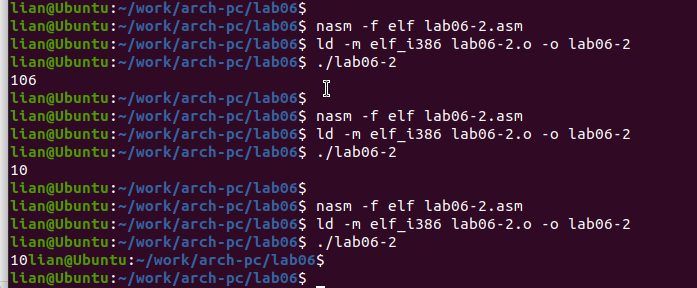 lian@Ubuntu:~/work/arch-pc/lab06$
lian@Ubuntu:~/work/arch-pc/lab06$ nasm -f elf lab06-2.asm
lian@Ubuntu:~/work/arch-pc/lab06$ ld -m elf_i386 lab06-2.o -o lab06-2
lian@Ubuntu:~/work/arch-pc/lab06$ ./lab06-2
106
lian@Ubuntu:~/work/arch-pc/lab06$
lian@Ubuntu:~/work/arch-pc/lab06$ nasm -f elf lab06-2.asm
lian@Ubuntu:~/work/arch-pc/lab06$ ld -m elf_i386 lab06-2.o -o lab06-2
lian@Ubuntu:~/work/arch-pc/lab06$ ./lab06-2
10
lian@Ubuntu:~/work/arch-pc/lab06$
lian@Ubuntu:~/work/arch-pc/lab06$ nasm -f elf lab06-2.asm
lian@Ubuntu:~/work/arch-pc/lab06$ ld -m elf_i386 lab06-2.o -o lab06-2
lian@Ubuntu:~/work/arch-pc/lab06$ ./lab06-2
10lian@Ubuntu:~/work/arch-pc/lab06$
lian@Ubuntu:~/work/arch-pc/lab06$